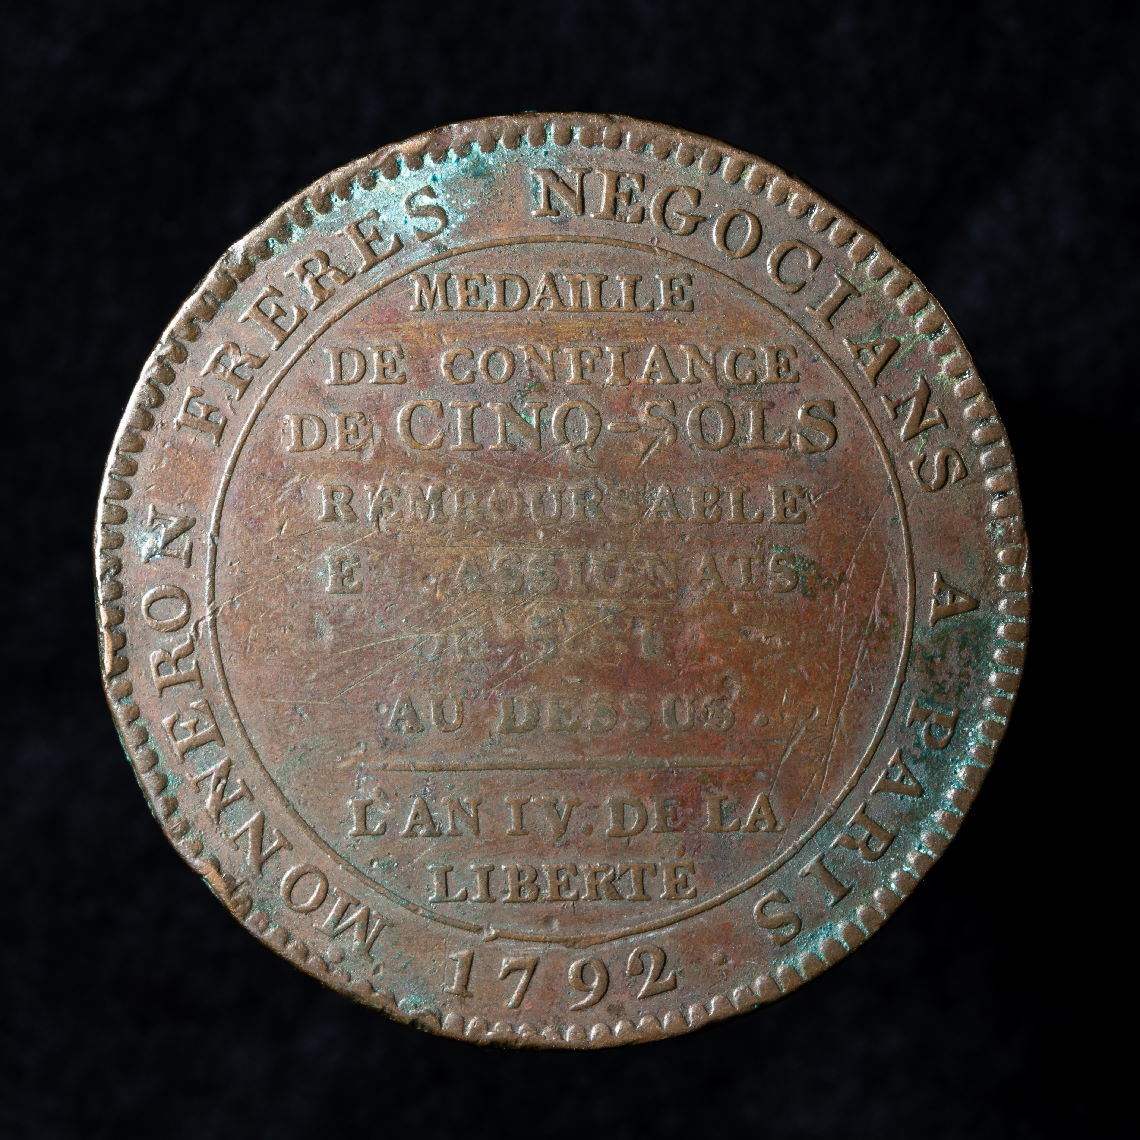 MONNERON FRERES NEGOCIANS A PARIS
1792
MEDAILLE
DE CONFIANCE
DE CINQ-SOLS
REMBOURSABLE
ASSIGNATS
AU DESSUS.
L'AN IV. DE LA
LIBERTÉ